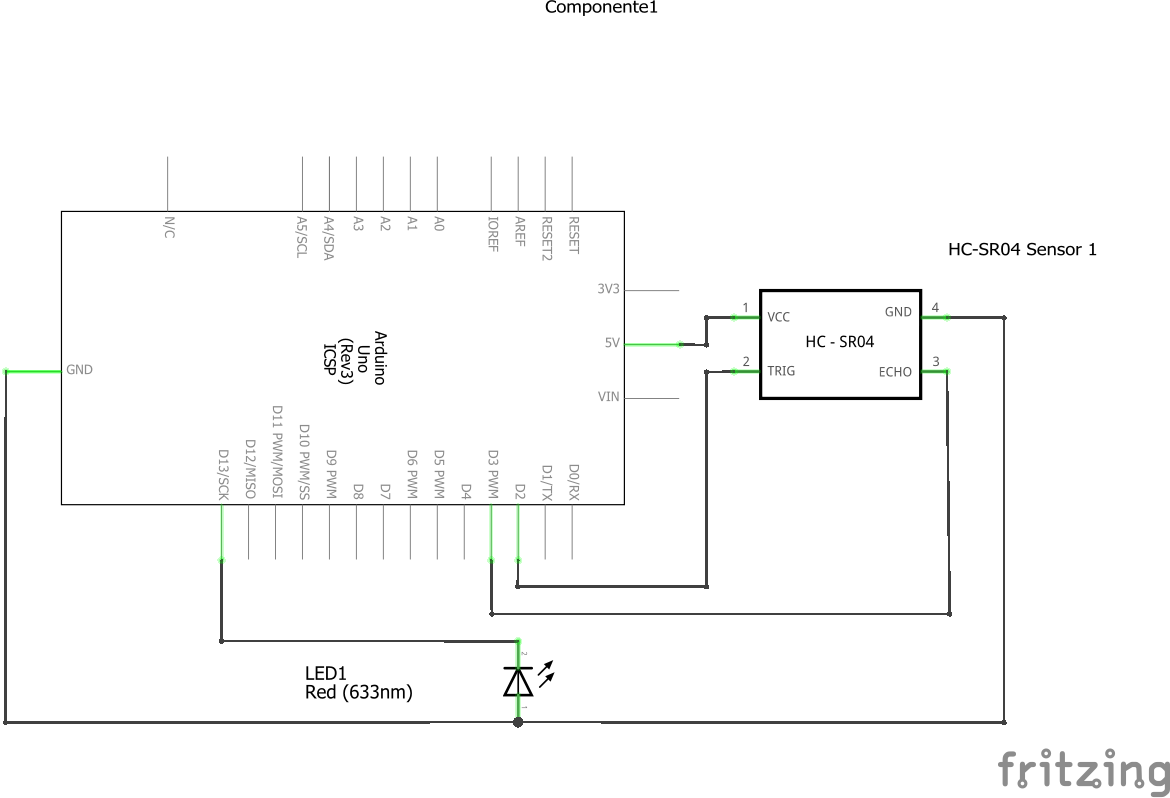 Componente1
N/C
A5/SCL
A4/SDA
A3
A2
A1
A0
IOREF
AREF
RESET2
RESET
HC-SR04 Sensor 1
3V3
5V
VIN
GND
Arduino
Uno
(Rev3)
ICSP
1
VCC
2
TRIG
HC - SR04
GND
4
ECHO
3
D13/SCK
D12/MISO
D11 PWM/MOSI
D10 PWM/SS
D9 PWM
D8
D7
D6 PWM
D5 PWM
D4
D3 PWM
D2
D1/TX
D0/RX
2
LED1
Red (633nm)
1
fritzing